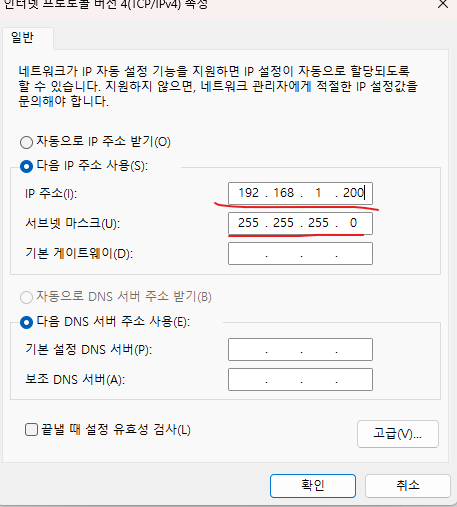 인터넷 프로토콜 버전 4(TCP/IPv4) 속성
일반
네트워크가 IP 자동 설정 기능을 지원하면 IP 설정이 자동으로 할당되도록
할 수 있습니다. 지원하지 않으면, 네트워크 관리자에게 적절한 IP 설정값을
문의해야 합니다.
자동으로 IP 주소 받기(O)
다음 IP 주소 사용(S):
IP 주소(I): 192 . 168 . 1 . 200
서브넷 마스크(U): 255 . 255 . 255 . 0
기본 게이트웨이(D): . . .
자동으로 DNS 서버 주소 받기(B)
다음 DNS 서버 주소 사용(E):
기본 설정 DNS 서버(P): . . .
보조 DNS 서버(A): . . .
끝낼 때 설정 유효성 검사(L)
고급(V)...
확인 취소